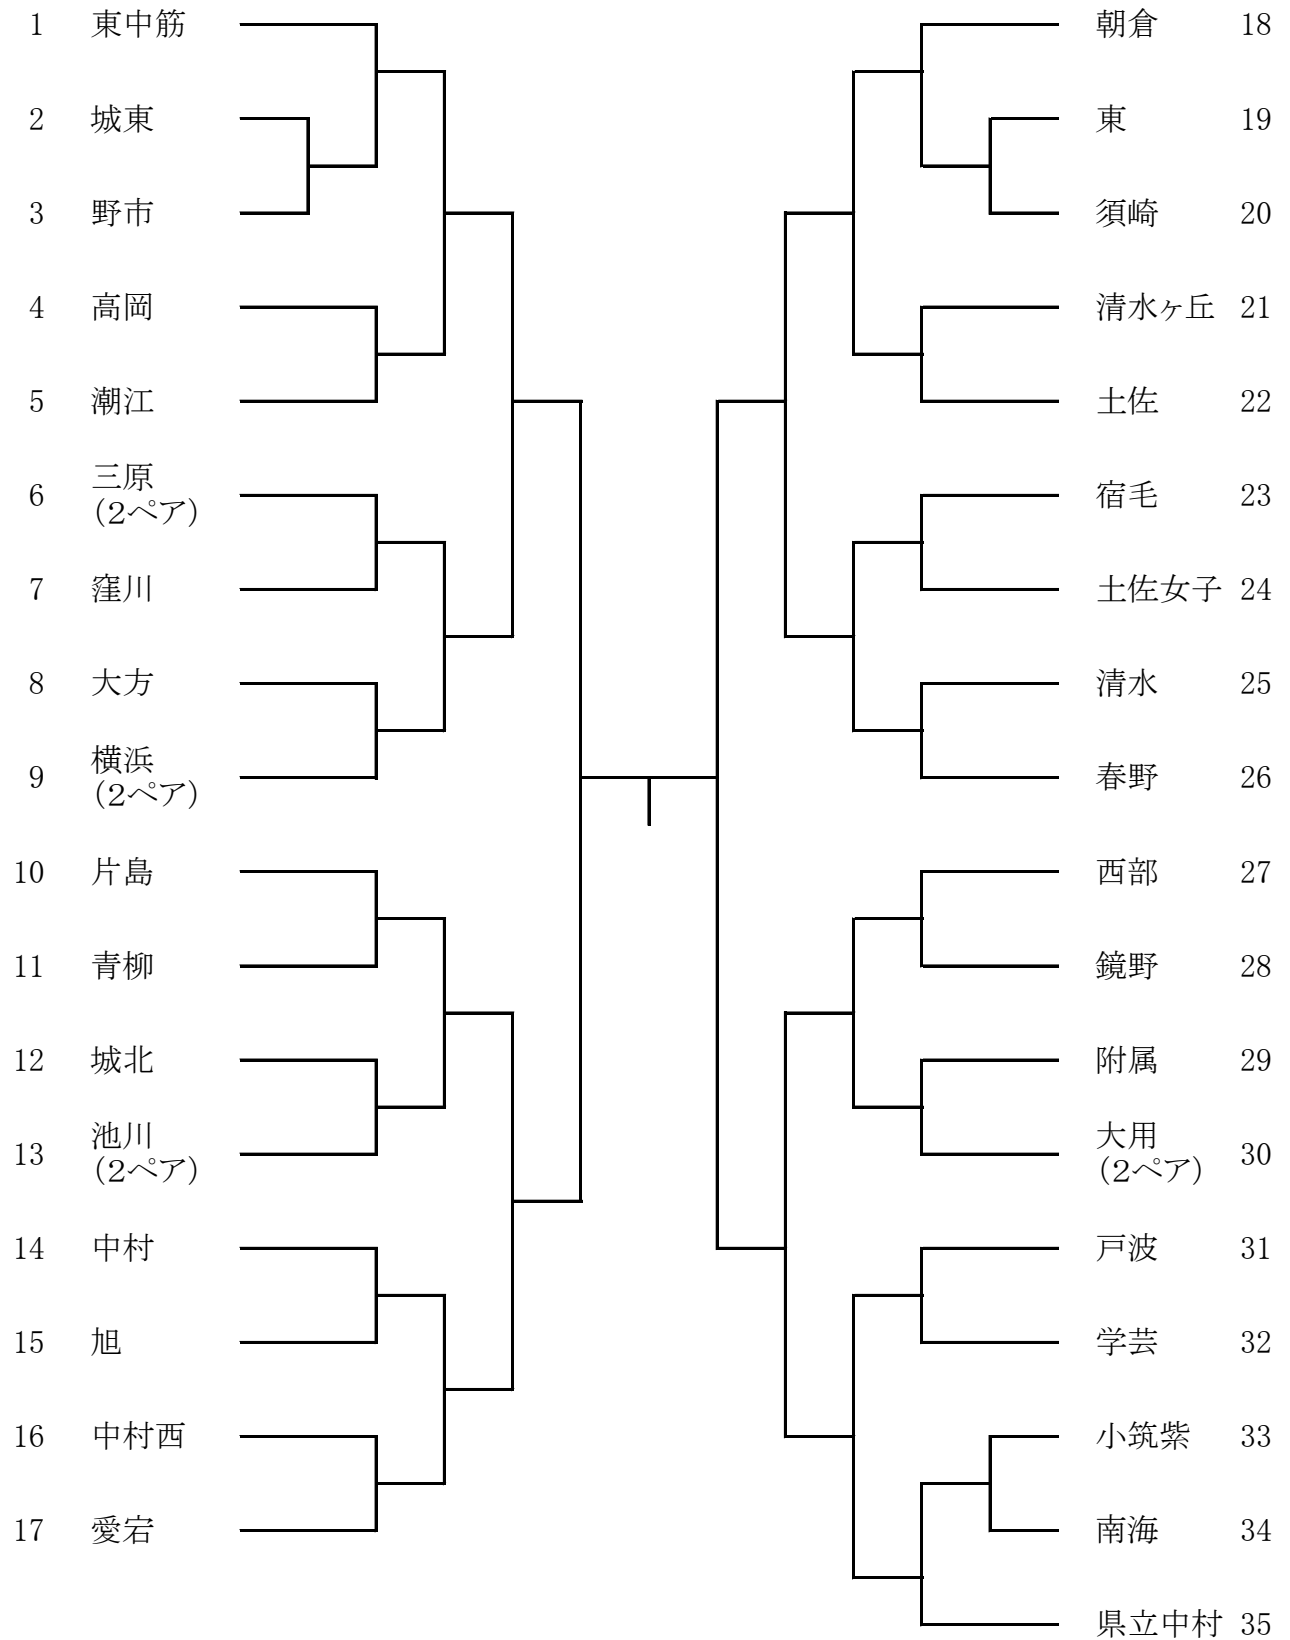 1 東中筋
2 城東
3 野市
4 高岡
5 潮江
6 三原
(2ペア)
7 窪川
8 大方
9 横浜
(2ペア)
10 片島
11 青柳
12 城北
13 池川
(2ペア)
14 中村
15 旭
16 中村西
17 愛宕
朝倉 18
東 19
須崎 20
清水ヶ丘 21
土佐 22
宿毛 23
土佐女子 24
清水 25
春野 26
西部 27
鏡野 28
附属 29
大用 30
(2ペア)
戸波 31
学芸 32
小筑紫 33
南海 34
県立中村 35